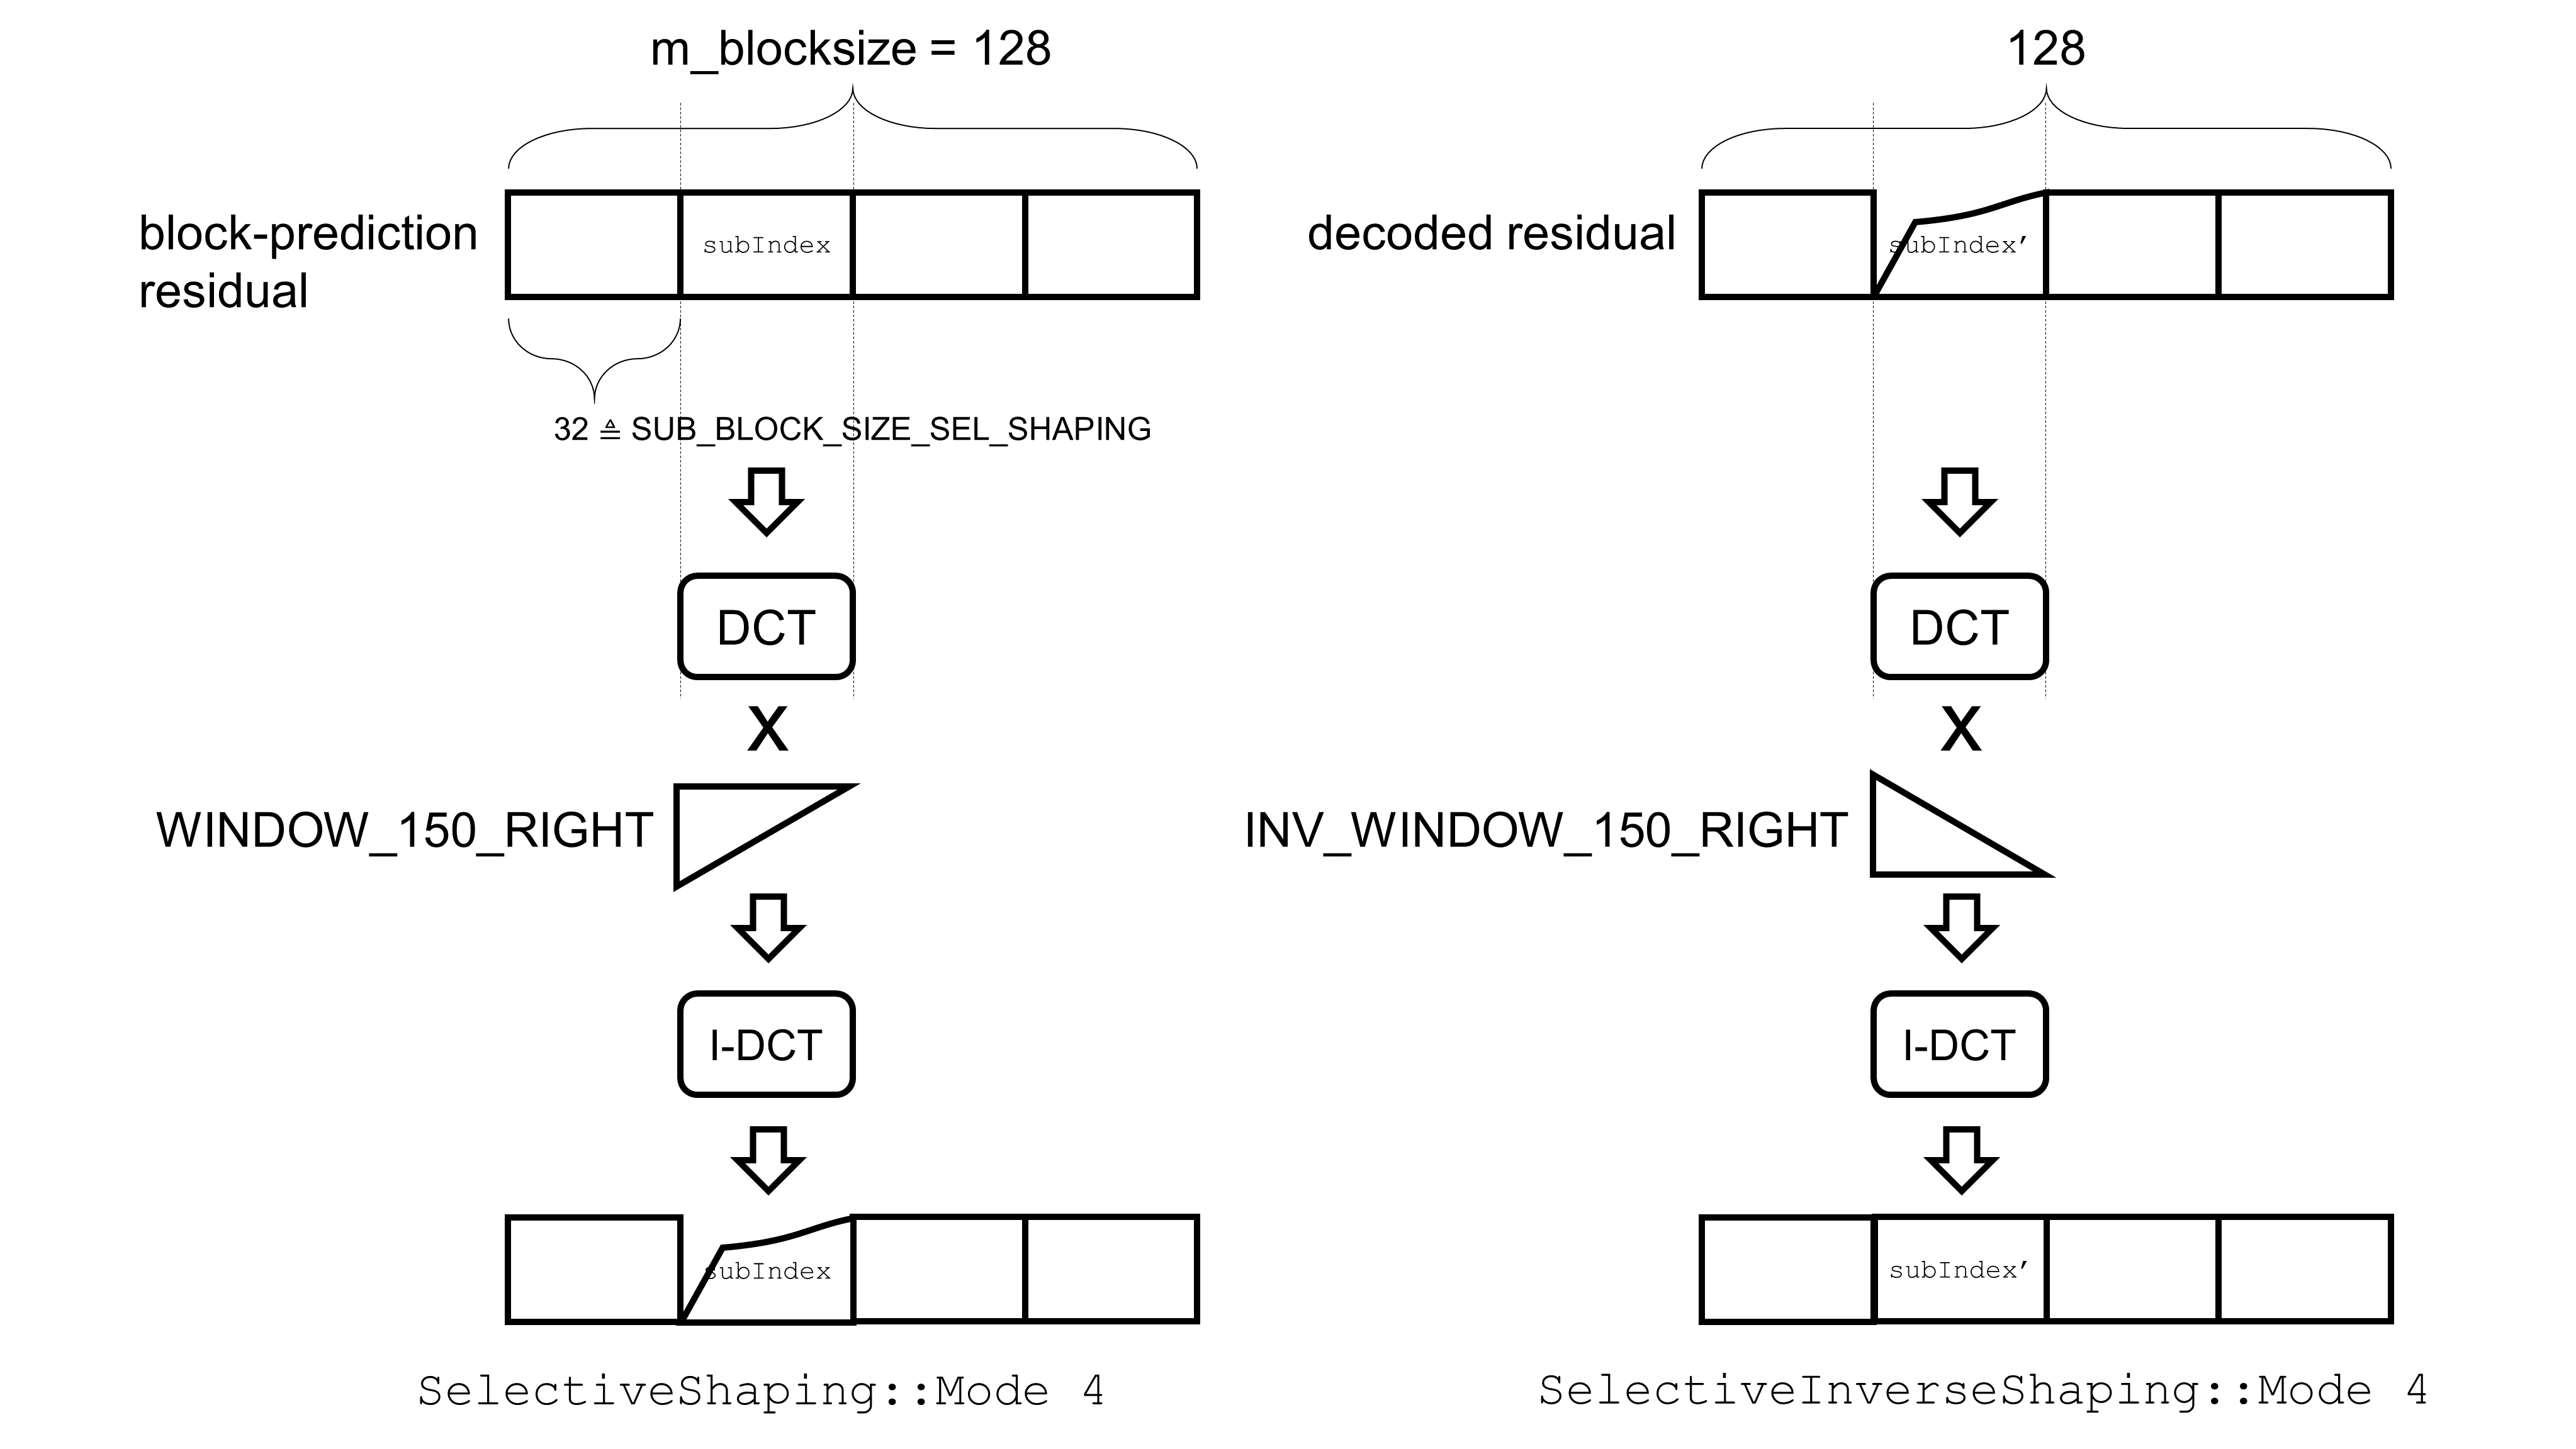 m_blocksize = 128
block-prediction
residual
subIndex
32 ≙ SUB_BLOCK_SIZE_SEL_SHAPING
DCT
X
WINDOW_150_RIGHT
I-DCT
subIndex
SelectiveShaping::Mode 4
128
decoded residual
subIndex’
DCT
X
INV_WINDOW_150_RIGHT
I-DCT
subIndex’
SelectiveInverseShaping::Mode 4